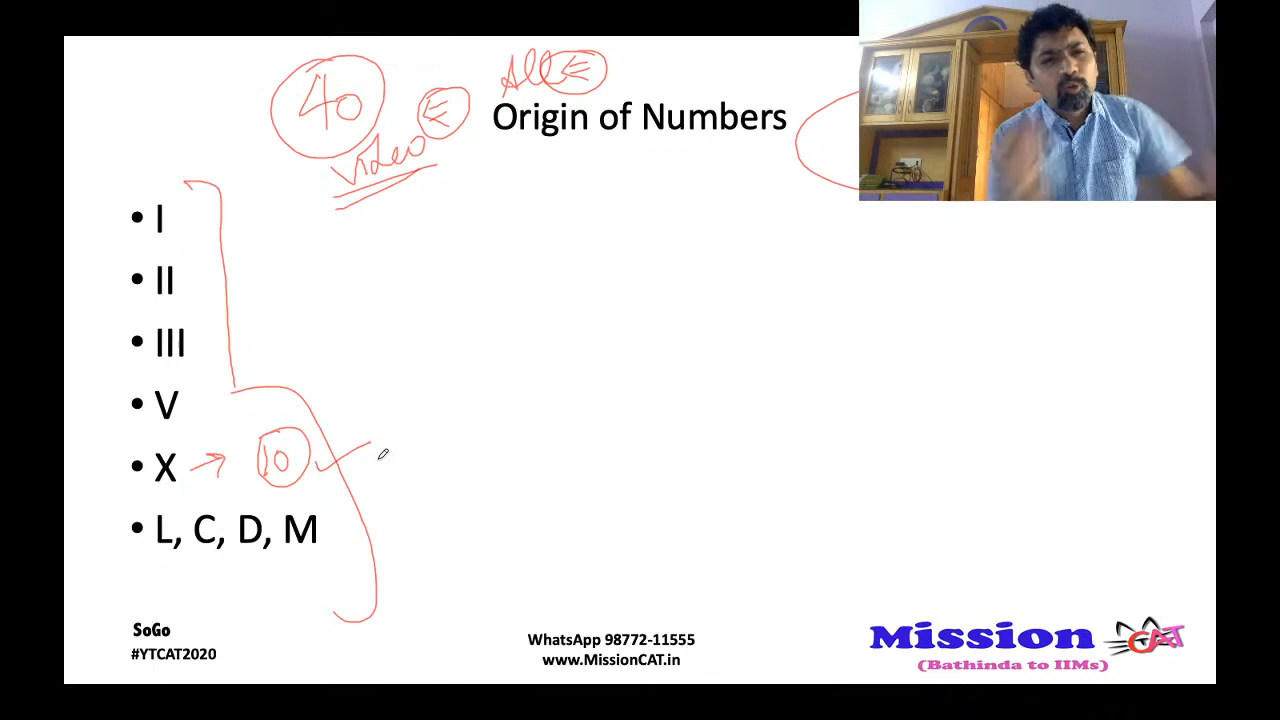 All E
40
E
Origin of Numbers
video
• I
• II
• III
• V
• X → 10
• L, C, D, M
SoGo
#YTCAT2020
WhatsApp 98772-11555
www.MissionCAT.in
Mission CAT
(Bathinda to IIMs)